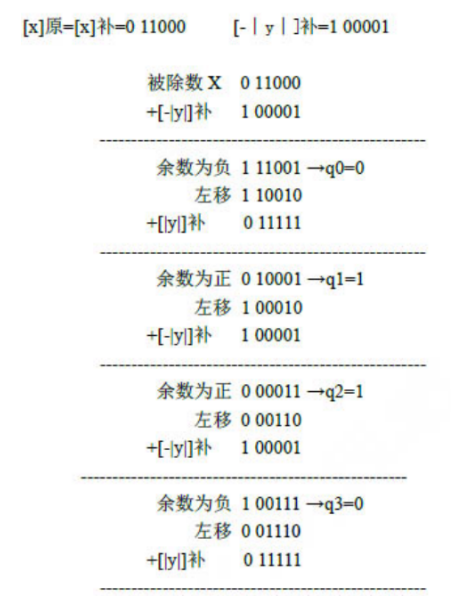 [x]原=[x]补=0 11000 [-|y|]补=1 00001
被除数 X 0 11000
+[-|y|]补 1 00001
余数为负 1 11001 →q0=0
左移 1 10010
+[|y|]补 0 11111
余数为正 0 10001 →q1=1
左移 1 00010
+[-|y|]补 1 00001
余数为正 0 00011 →q2=1
左移 0 00110
+[-|y|]补 1 00001
余数为负 1 00111 →q3=0
左移 0 01110
+[|y|]补 0 11111